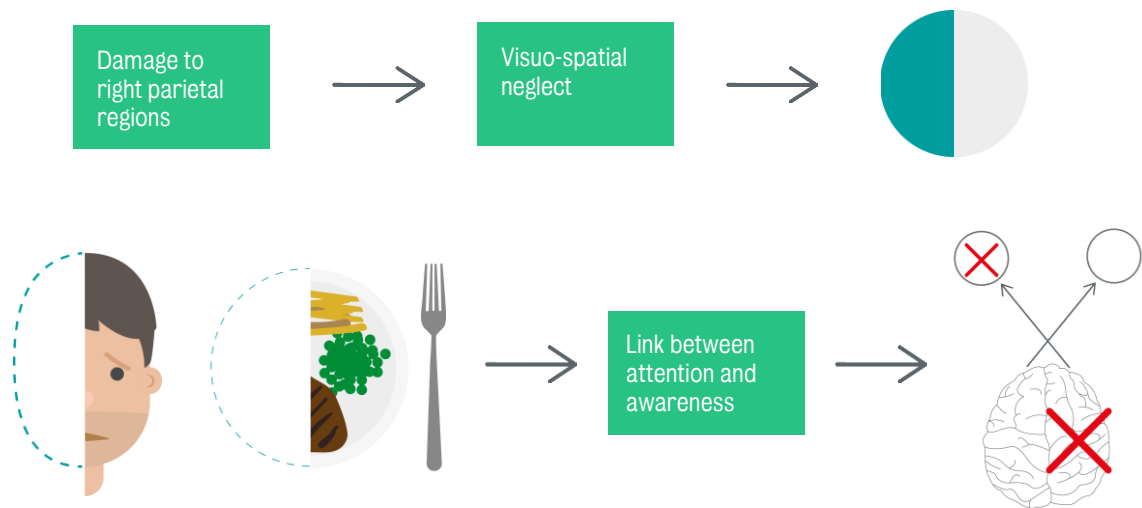 Damage to
right parietal
regions
Visuo-spatial
neglect
Link between
attention and
awareness